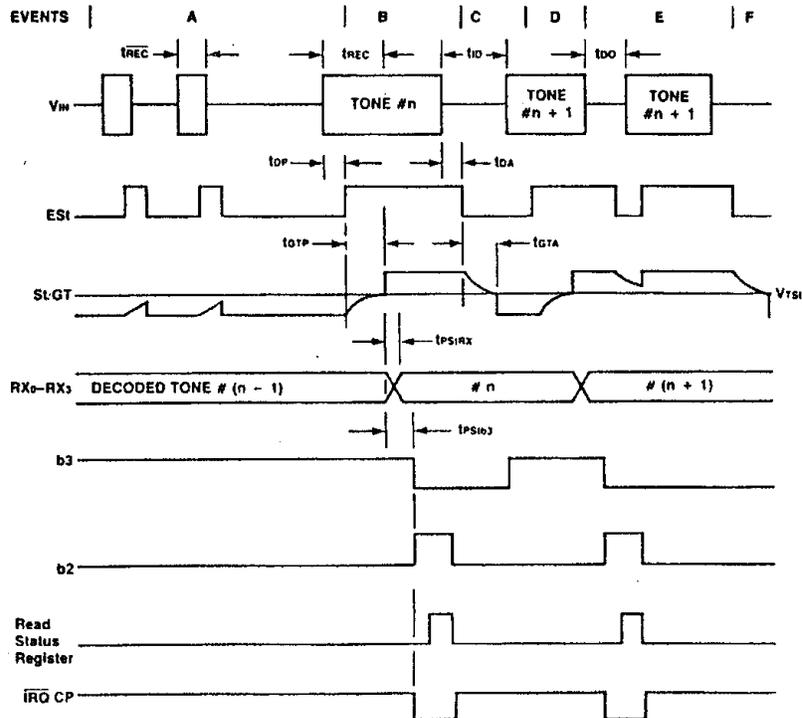 EVENTS A B C D E F
tREC tREC tID tDO
VIN TONE #n TONE #n + 1 TONE #n + 1
tDP tDA
ESt
tGTP tGTA
St/GT VTSt
tPStRX
RX0–RX3 DECODED TONE # (n − 1) # n # (n + 1)
tPStb3
b3
b2
Read
Status
Register
IRQ CP